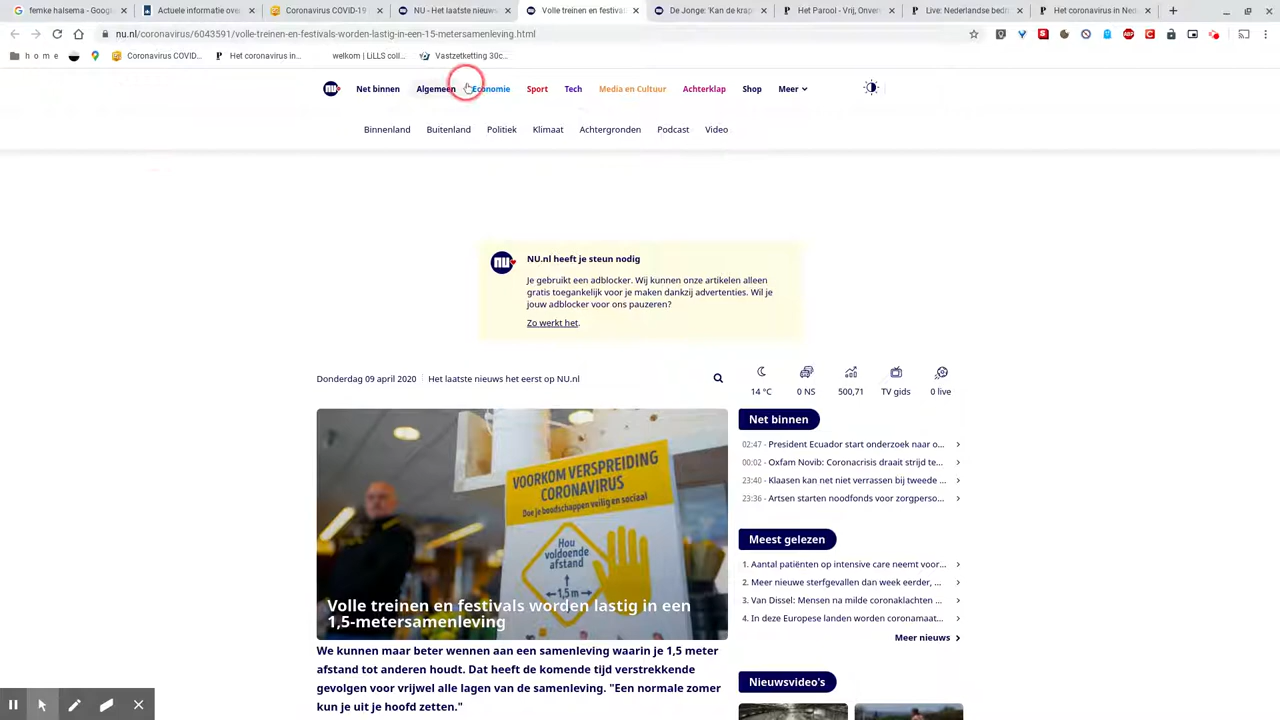 femke halsema - Goog
Actuele informatie ove
Coronavirus COVID-19
NU - Het laatste nieuws
Volle treinen en festival
De Jonge: 'Kan de krap
Het Parool - Vrij, Onver
Live: Nederlandse bed
Het coronavirus in Ned
nu.nl/coronavirus/6043591/volle-treinen-en-festivals-worden-lastig-in-een-15-metersamenleving.html
h o m e
Coronavirus COVID...
Het coronavirus in...
welkom | LiLLS coll...
Vastzetketting 30c...
nu
Net binnen
Algemeen
Economie
Sport
Tech
Media en Cultuur
Achterklap
Shop
Meer
Binnenland
Buitenland
Politiek
Klimaat
Achtergronden
Podcast
Video
nu
NU.nl heeft je steun nodig
Je gebruikt een adblocker. Wij kunnen onze artikelen alleen
gratis toegankelijk voor je maken dankzij advertenties. Wil je
jouw adblocker voor ons pauzeren?
Zo werkt het.
Donderdag 09 april 2020
Het laatste nieuws het eerst op NU.nl
14 °C
0 NS
500,71
TV gids
0 live
VOORKOM VERSPREIDING
CORONAVIRUS
Doe je boodschappen veilig en sociaal
Hou
voldoende
afstand
1,5 m
Volle treinen en festivals worden lastig in een
1,5-metersamenleving
We kunnen maar beter wennen aan een samenleving waarin je 1,5 meter
afstand tot anderen houdt. Dat heeft de komende tijd verstrekkende
gevolgen voor vrijwel alle lagen van de samenleving. "Een normale zomer
kun je uit je hoofd zetten."
Net binnen
02:47 - President Ecuador start onderzoek naar o...
00:02 - Oxfam Novib: Coronacrisis draait strijd te...
23:40 - Klaasen kan net niet verrassen bij tweede ...
23:36 - Artsen starten noodfonds voor zorgperso...
Meest gelezen
1. Aantal patiënten op intensive care neemt voor...
2. Meer nieuwe sterfgevallen dan week eerder, ...
3. Van Dissel: Mensen na milde coronaklachten ...
4. In deze Europese landen worden coronamaat...
Meer nieuws
Nieuwsvideo's